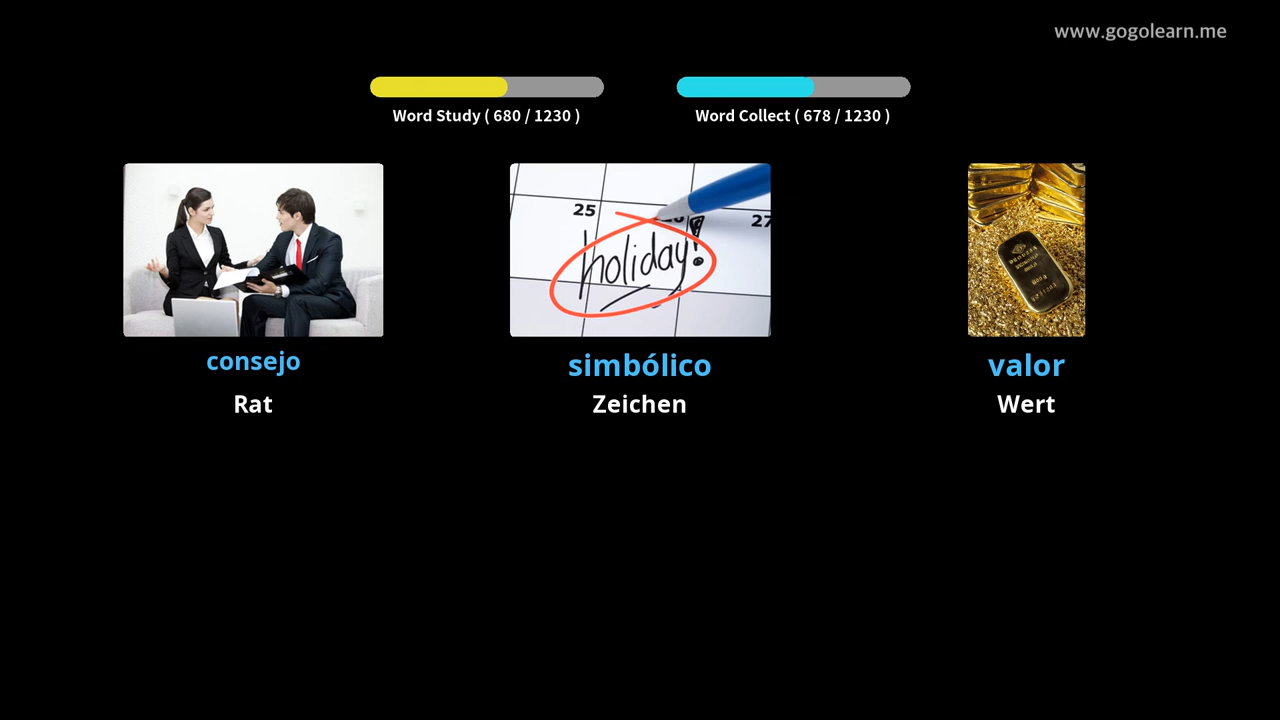 www.gogolearn.me
Word Study ( 680 / 1230 )
Word Collect ( 678 / 1230 )
25
27
holiday!
consejo
simbólico
valor
Rat
Zeichen
Wert